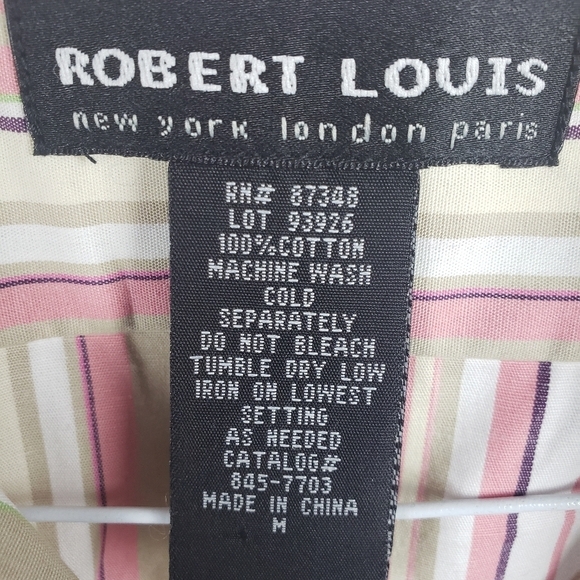 ROBERT LOUIS
new york london paris
RN# 87348
LOT 93926
100%COTTON
MACHINE WASH
COLD
SEPARATELY
DO NOT BLEACH
TUMBLE DRY LOW
IRON ON LOWEST
SETTING
AS NEEDED
CATALOG#
845-7703
MADE IN CHINA
M